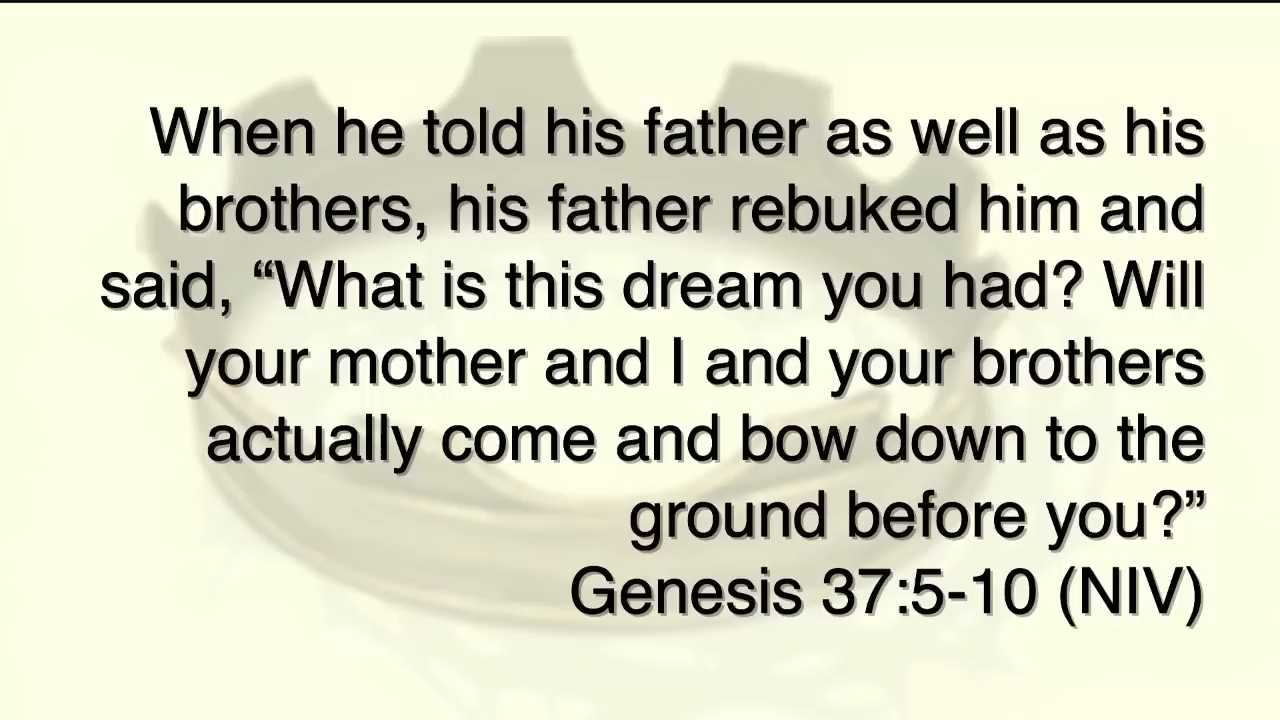 When he told his father as well as his
brothers, his father rebuked him and
said, “What is this dream you had? Will
your mother and I and your brothers
actually come and bow down to the
ground before you?”
Genesis 37:5-10 (NIV)